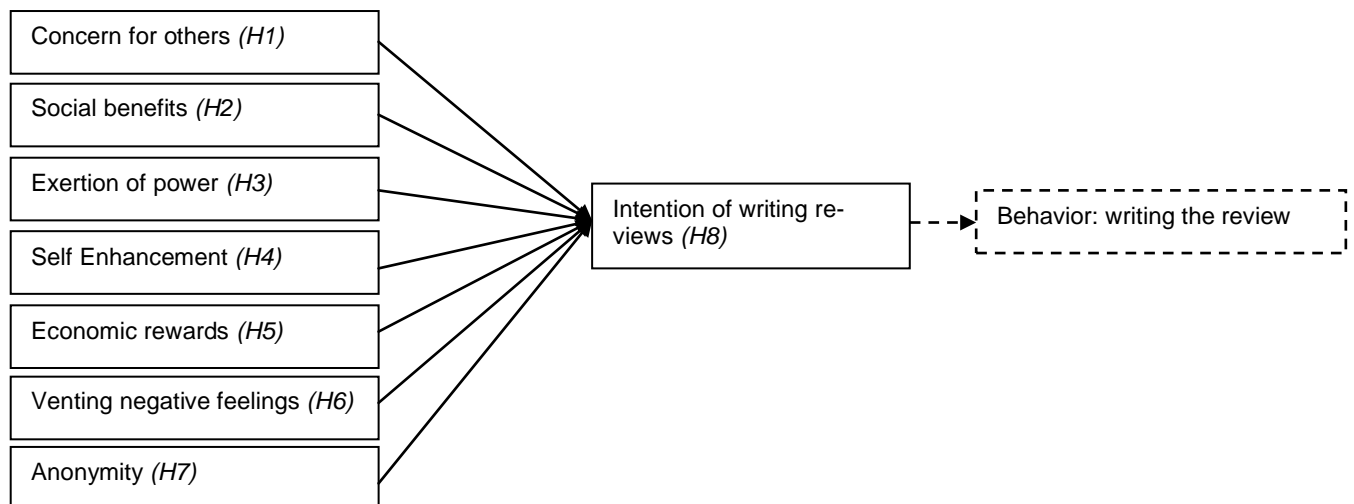 Concern for others (H1)
Social benefits (H2)
Exertion of power (H3)
Self Enhancement (H4)
Economic rewards (H5)
Venting negative feelings (H6)
Anonymity (H7)
Intention of writing re-
views (H8)
Behavior: writing the review